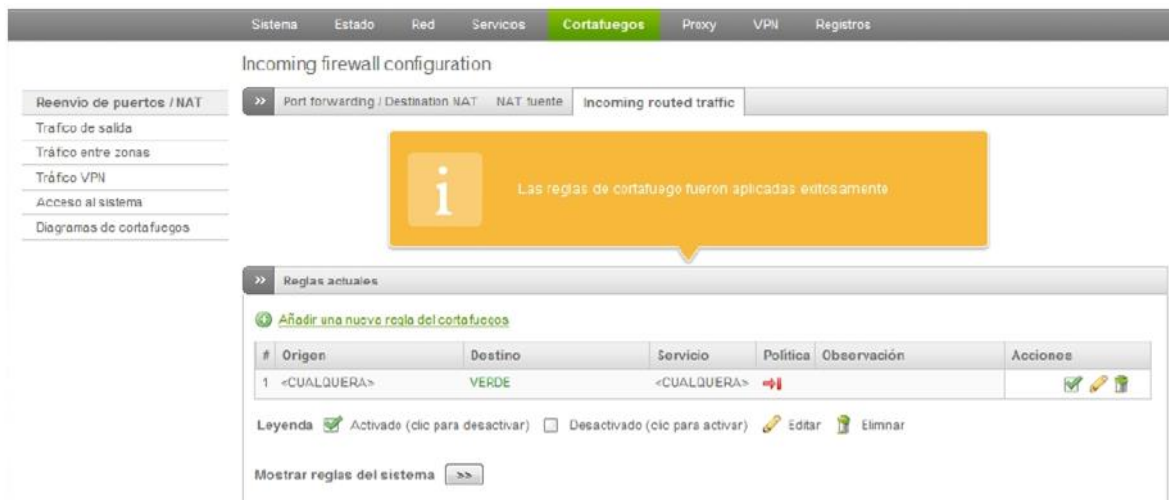 Sistema Estado Red Servicios Cortafuegos Proxy VPN Registros
Incoming firewall configuration
Reenvio de puertos / NAT
Trafico de salida
Tráfico entre zonas
Tráfico VPN
Acceso al sistema
Diagramas de cortafuegos
>> Port forwarding / Destination NAT NAT fuente Incoming routed traffic
i
Las reglas de cortafuego fueron aplicadas exitosamente
>> Reglas actuales
Añadir una nueva regla del cortafuegos
# Origen Destino Servicio Política Observación Acciones
1 <CUALQUERA> VERDE <CUALQUERA>
Leyenda Activado (clic para desactivar) Desactivado (clic para activar) Editar Eliminar
Mostrar reglas del sistema >>